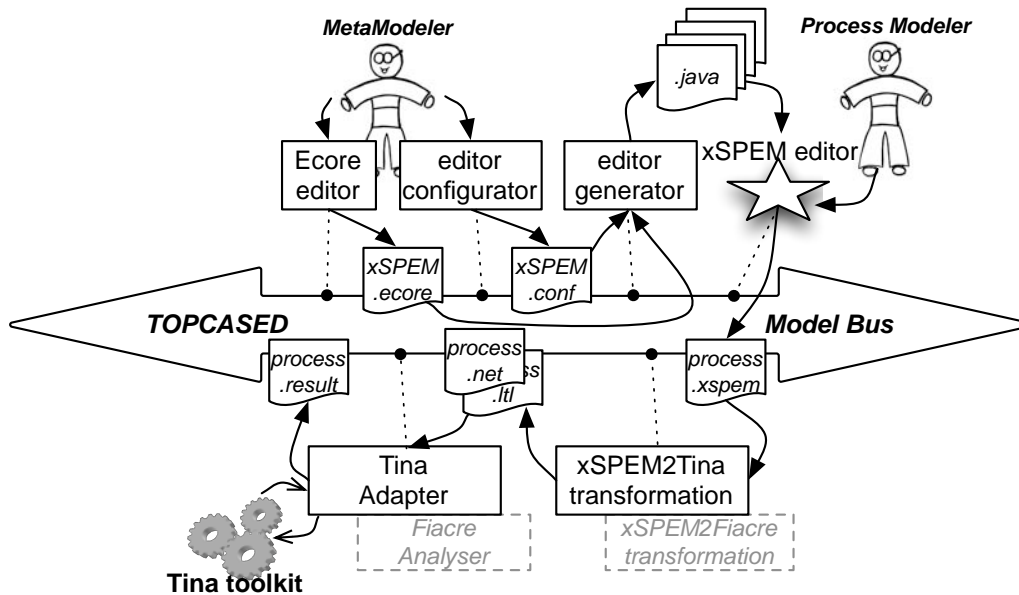 MetaModeler
Process Modeler
.java
Ecore
editor
editor
configurator
editor
generator
xSPEM editor
xSPEM
.ecore
xSPEM
.conf
TOPCASED
Model Bus
process
.result
process
.net
ss
.ltl
process
.xspem
Tina
Adapter
xSPEM2Tina
transformation
Fiacre
Analyser
xSPEM2Fiacre
transformation
Tina toolkit